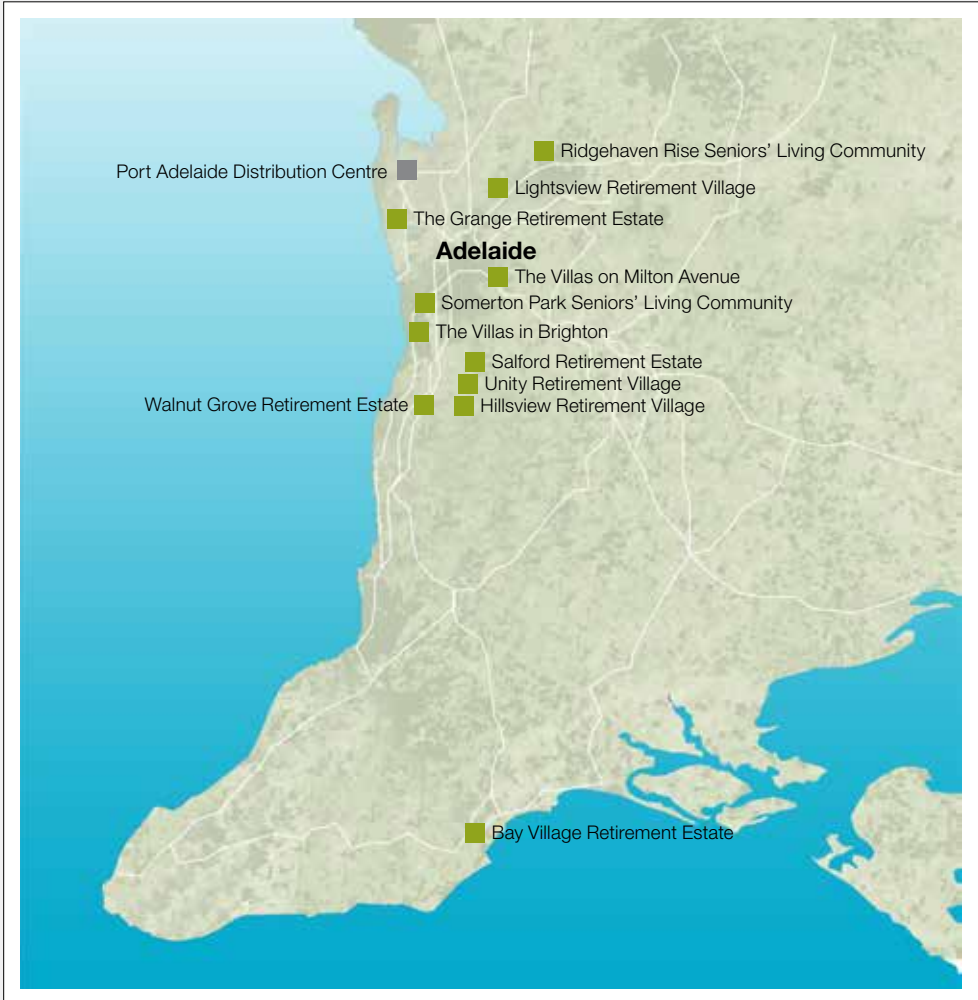 Ridgehaven Rise Seniors’ Living Community
Port Adelaide Distribution Centre
Lightsview Retirement Village
The Grange Retirement Estate
Adelaide
The Villas on Milton Avenue
Somerton Park Seniors’ Living Community
The Villas in Brighton
Salford Retirement Estate
Unity Retirement Village
Walnut Grove Retirement Estate
Hillsview Retirement Village
Bay Village Retirement Estate